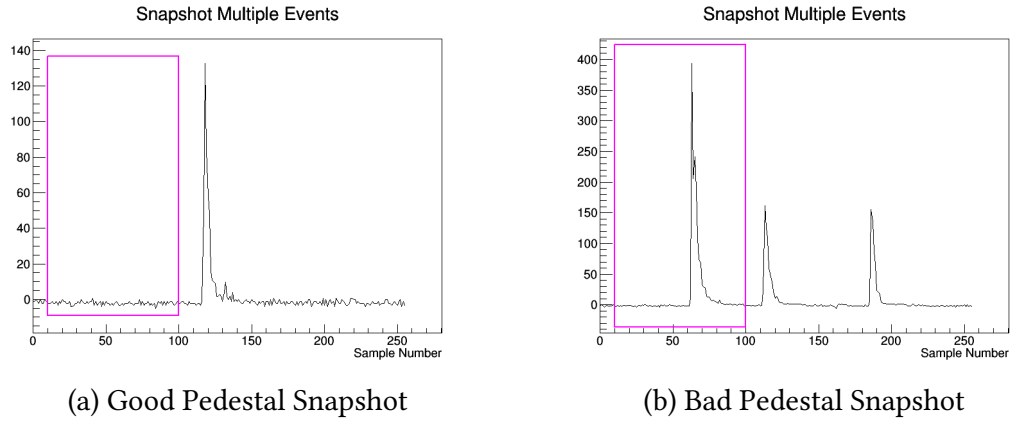 Snapshot Multiple Events
140
120
100
80
60
40
20
0
0 50 100 150 200 250
Sample Number
(a) Good Pedestal Snapshot
Snapshot Multiple Events
400
350
300
250
200
150
100
50
0
0 50 100 150 200 250
Sample Number
(b) Bad Pedestal Snapshot